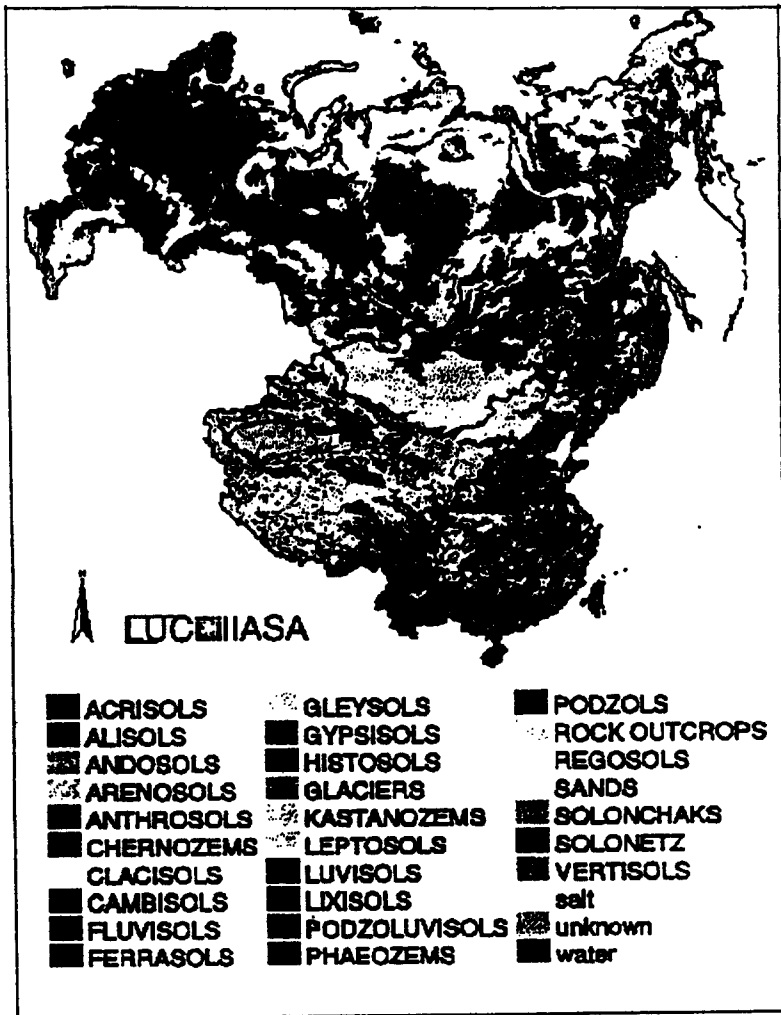 N
LUC IIASA
ACRISOLS
ALISOLS
ANDOSOLS
ARENOSOLS
ANTHROSOLS
CHERNOZEMS
CLACISOLS
CAMBISOLS
FLUVISOLS
FERRASOLS
GLEYSOLS
GYPSISOLS
HISTOSOLS
GLACIERS
KASTANOZEMS
LEPTOSOLS
LUVISOLS
LIXISOLS
PODZOLUVISOLS
PHAEOZEMS
PODZOLS
ROCK OUTCROPS
REGOSOLS
SANDS
SOLONCHAKS
SOLONETZ
VERTISOLS
salt
unknown
water